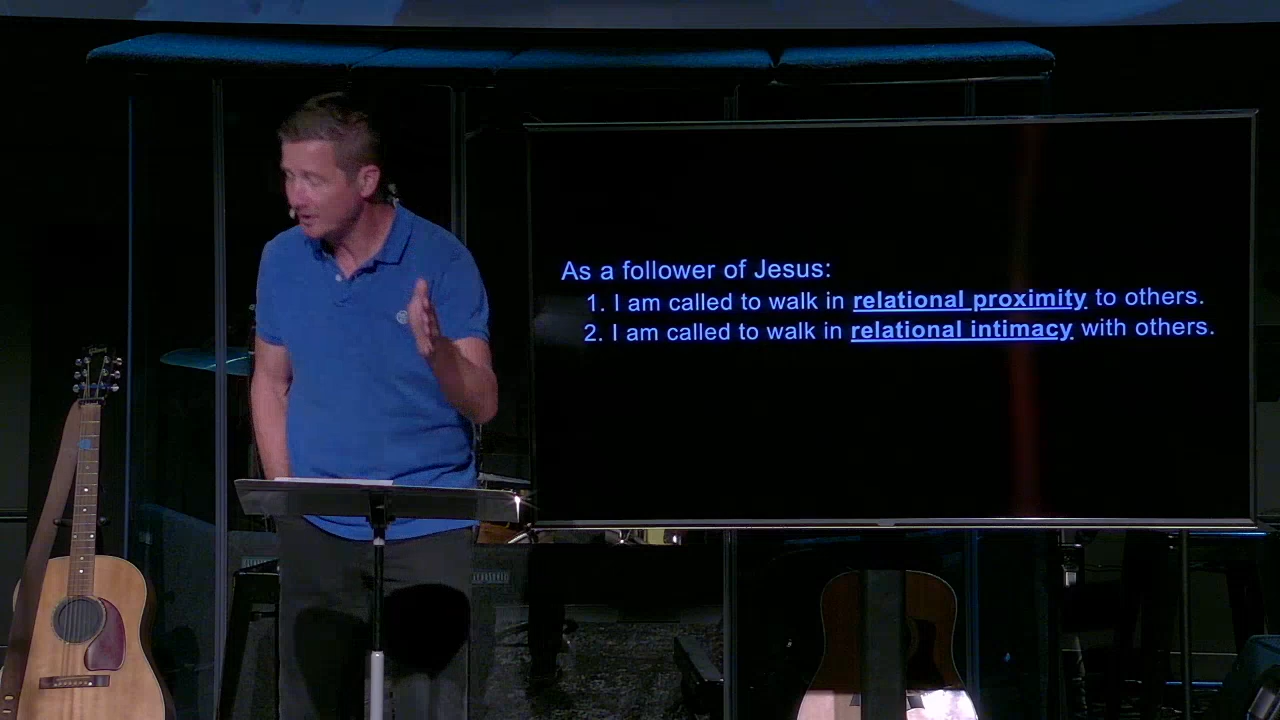 As a follower of Jesus:
1. I am called to walk in relational proximity to others.
2. I am called to walk in relational intimacy with others.